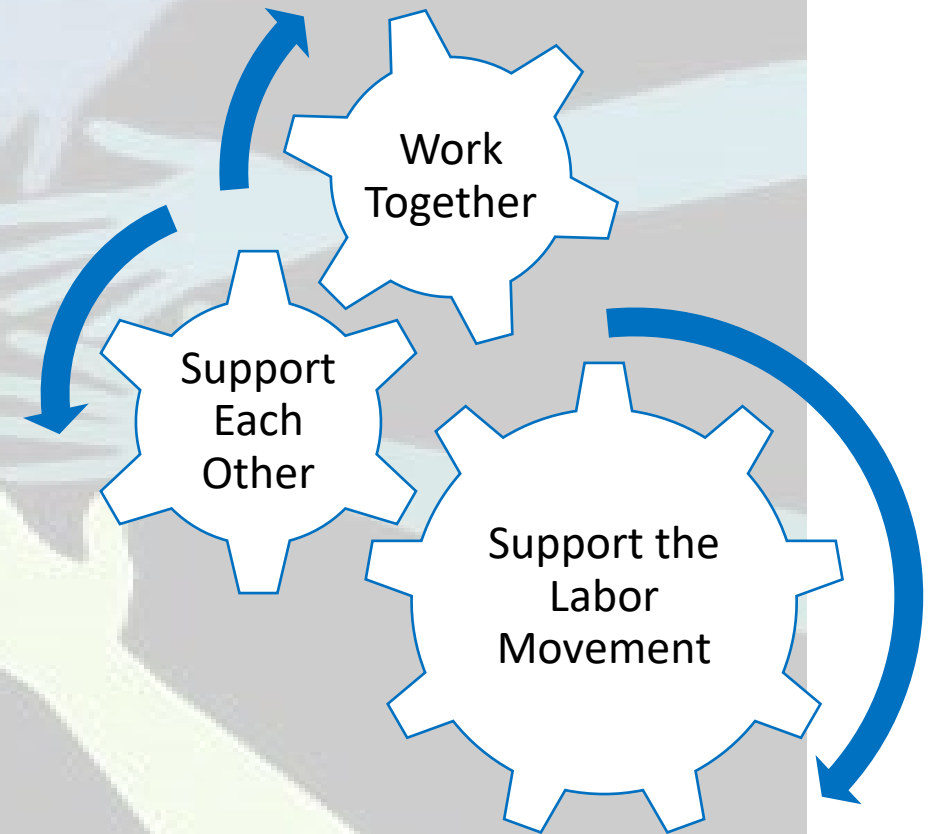 Work
Together
Support
Each
Other
Support the
Labor
Movement